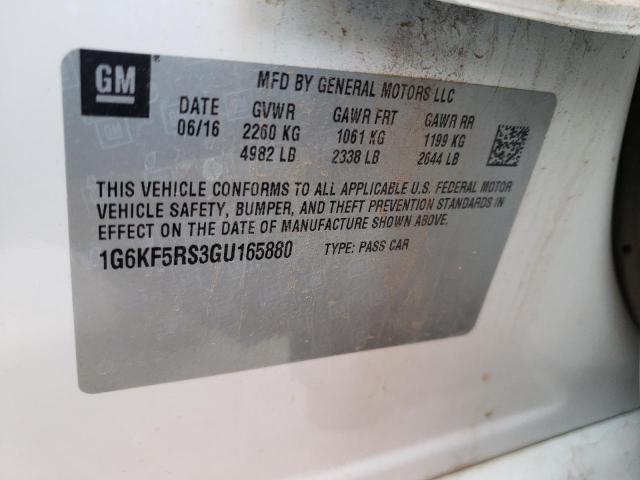 GM
MFD BY GENERAL MOTORS LLC
DATE GVWR GAWR FRT GAWR RR
06/16 2260 KG 1061 KG 1199 KG
4982 LB 2338 LB 2644 LB
THIS VEHICLE CONFORMS TO ALL APPLICABLE U.S. FEDERAL MOTOR
VEHICLE SAFETY, BUMPER, AND THEFT PREVENTION STANDARDS
IN EFFECT ON THE DATE OF MANUFACTURE SHOWN ABOVE.
1G6KF5RS3GU165880 TYPE: PASS CAR